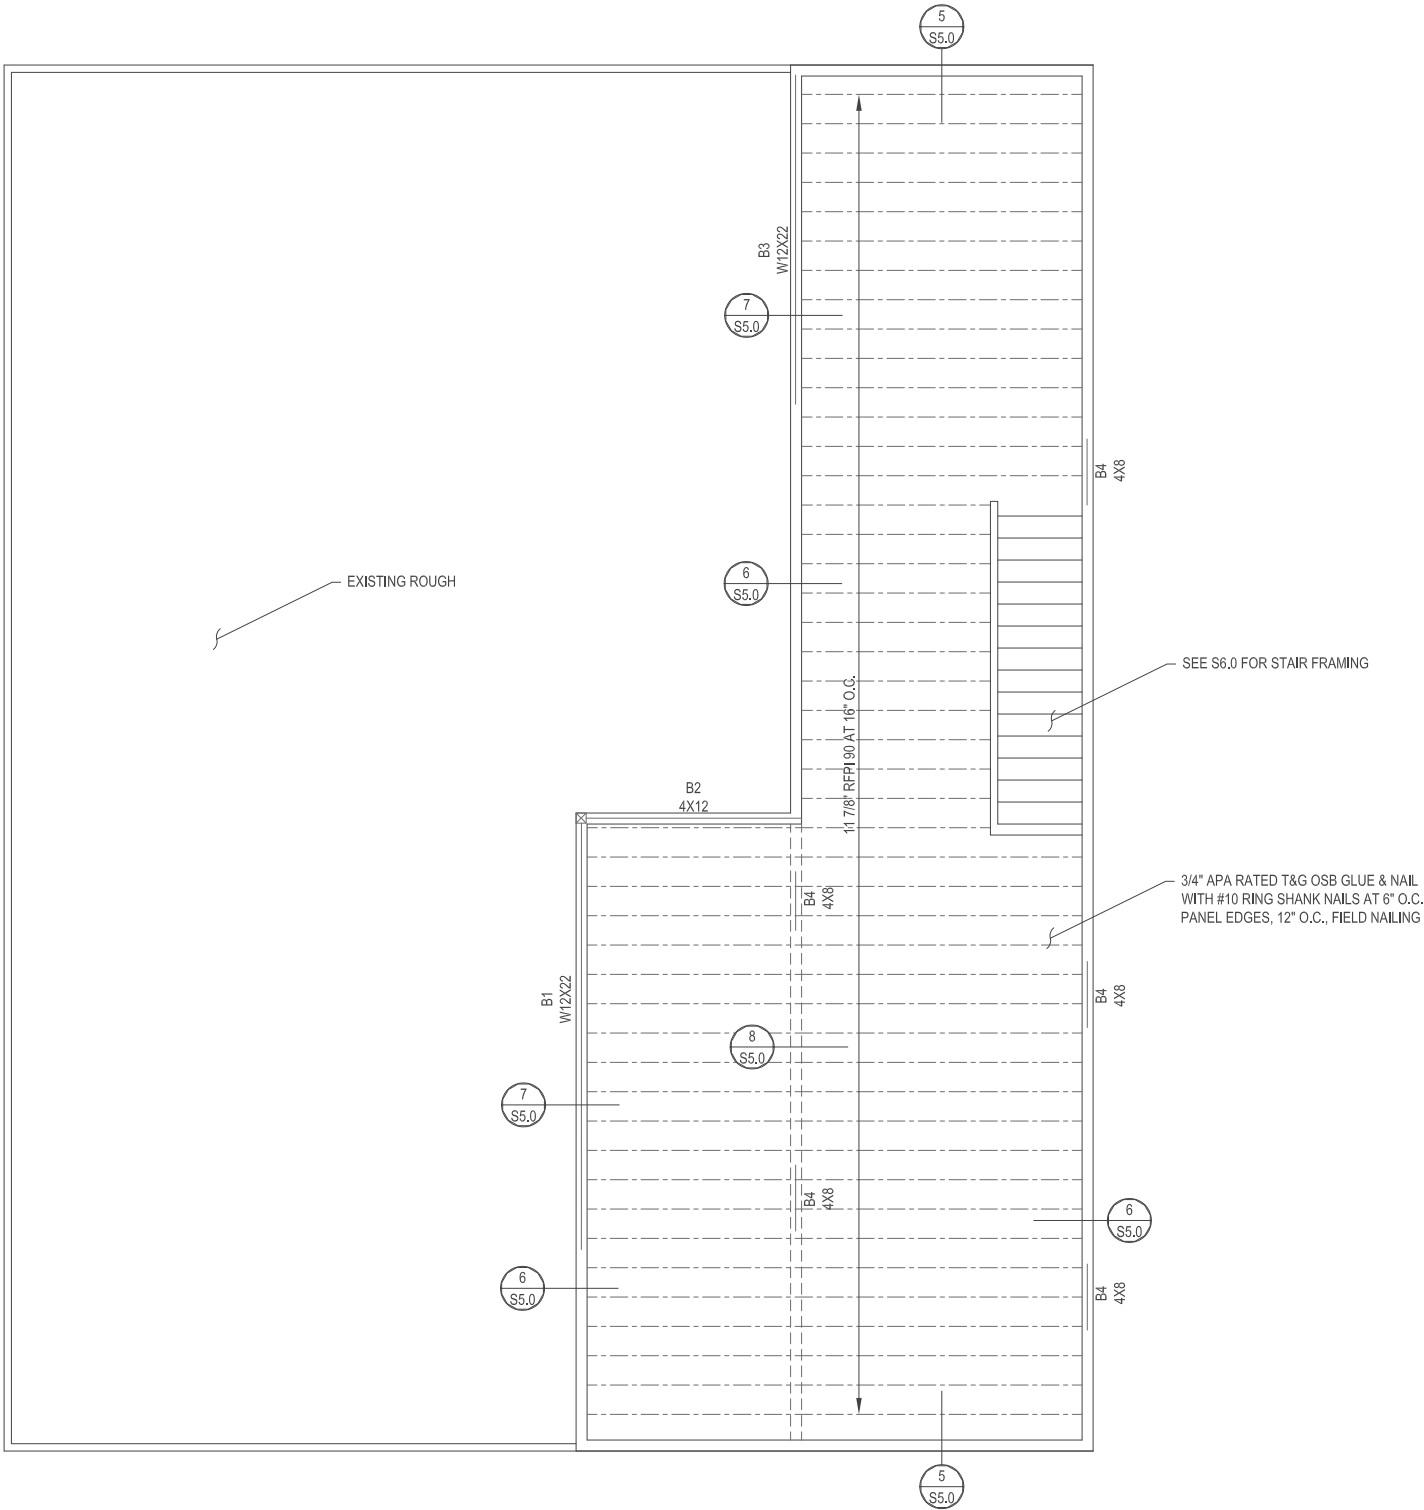 5
S5.0
B3
W12X22
7
S5.0
B4
4X8
6
S5.0
EXISTING ROUGH
SEE S6.0 FOR STAIR FRAMING
11 7/8" RFPI 90 AT 16" O.C.
B2
4X12
B4
4X8
3/4" APA RATED T&G OSB GLUE & NAIL
WITH #10 RING SHANK NAILS AT 6" O.C.
PANEL EDGES, 12" O.C., FIELD NAILING
B1
W12X22
B4
4X8
8
S5.0
7
S5.0
B4
4X8
6
S5.0
6
S5.0
B4
4X8
5
S5.0